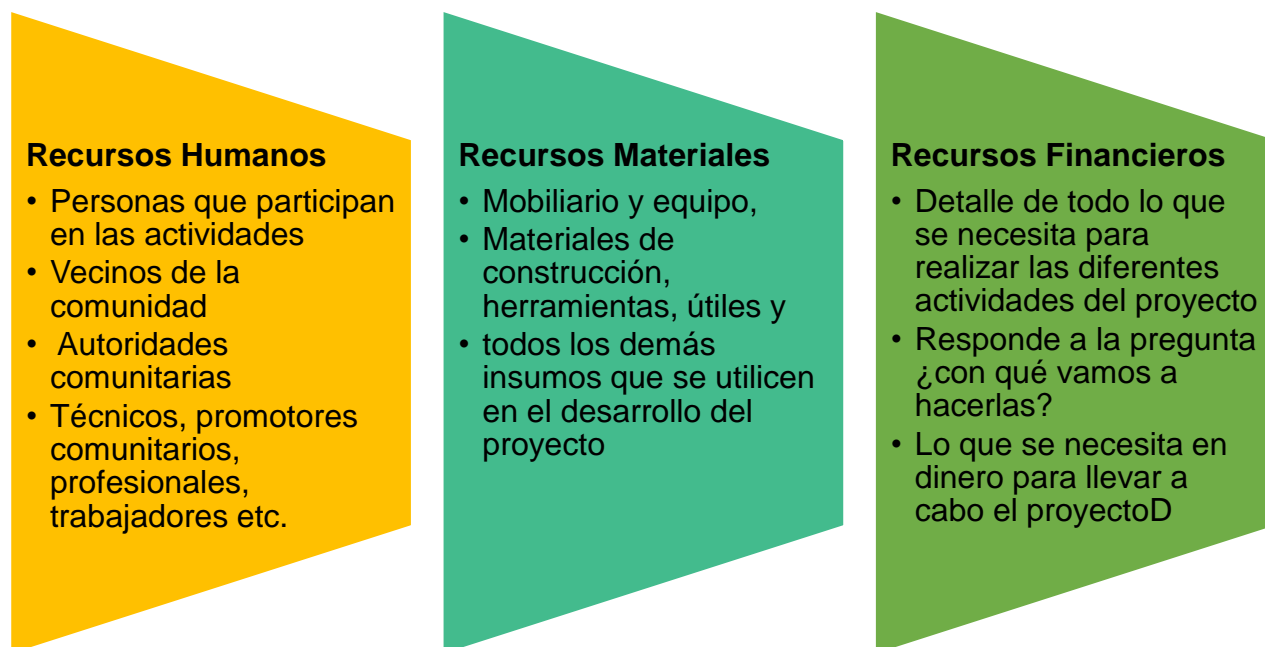 Recursos Humanos
• Personas que participan
en las actividades
• Vecinos de la
comunidad
• Autoridades
comunitarias
• Técnicos, promotores
comunitarios,
profesionales,
trabajadores etc.
Recursos Materiales
• Mobiliario y equipo,
• Materiales de
construcción,
herramientas, útiles y
• todos los demás
insumos que se utilicen
en el desarrollo del
proyecto
Recursos Financieros
• Detalle de todo lo que
se necesita para
realizar las diferentes
actividades del proyecto
• Responde a la pregunta
¿con qué vamos a
hacerlas?
• Lo que se necesita en
dinero para llevar a
cabo el proyectoD